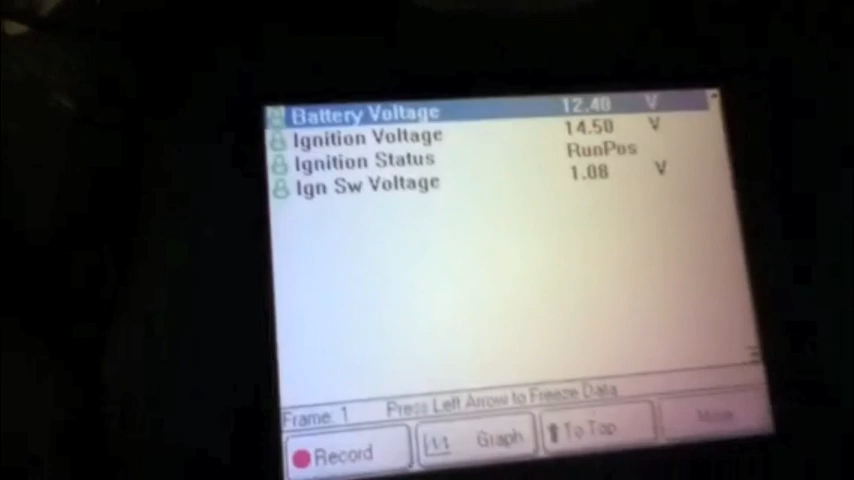 Battery Voltage 12.40 V
Ignition Voltage 14.50 V
Ignition Status RunPos
Ign Sw Voltage 1.08 V
Frame: 1 Press Left Arrow to Freeze Data
Record Graph To Top More